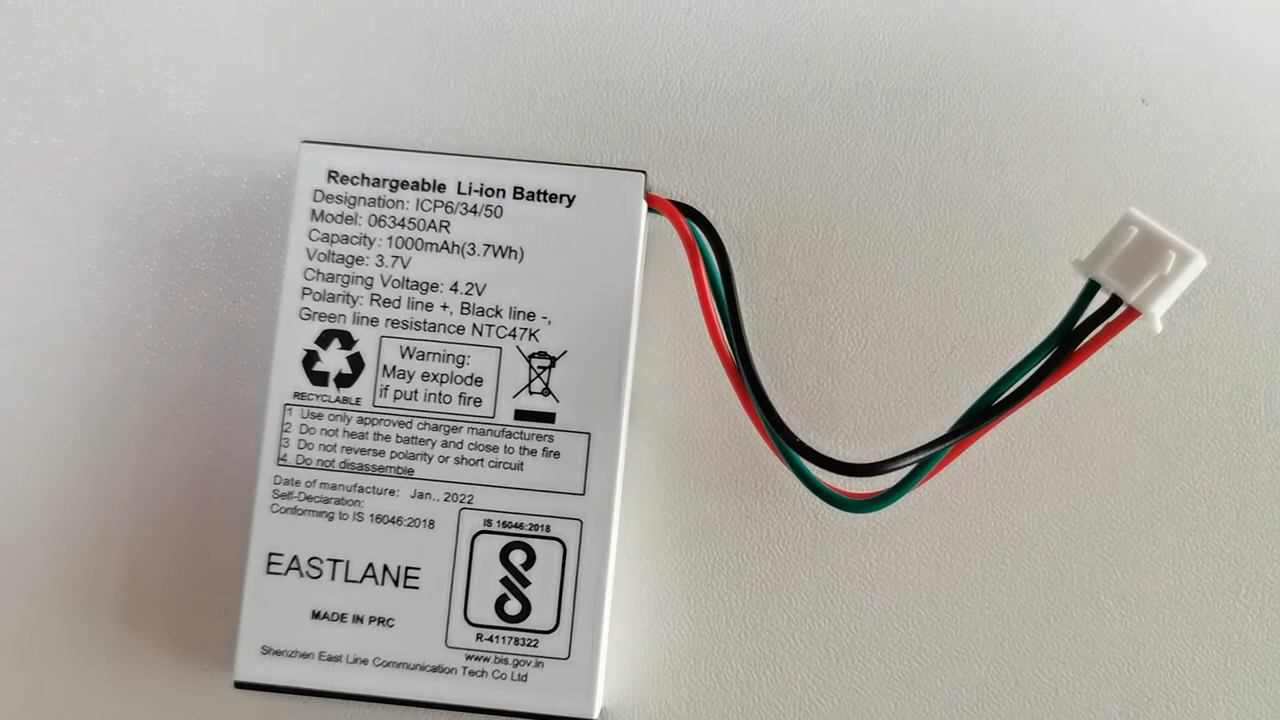 Rechargeable Li-ion Battery
Designation: ICP6/34/50
Model: 063450AR
Capacity: 1000mAh(3.7Wh)
Voltage: 3.7V
Charging Voltage: 4.2V
Polarity: Red line +, Black line -,
Green line resistance NTC47K
RECYCLABLE
Warning:
May explode
if put into fire
1 Use only approved charger manufacturers
2 Do not heat the battery and close to the fire
3 Do not reverse polarity or short circuit
4. Do not disassemble
Date of manufacture: Jan., 2022
Self-Declaration:
Conforming to IS 16046:2018
EASTLANE
MADE IN PRC
IS 16046:2018
R-41178322
www.bis.gov.in
Shenzhen East Line Communication Tech Co Ltd